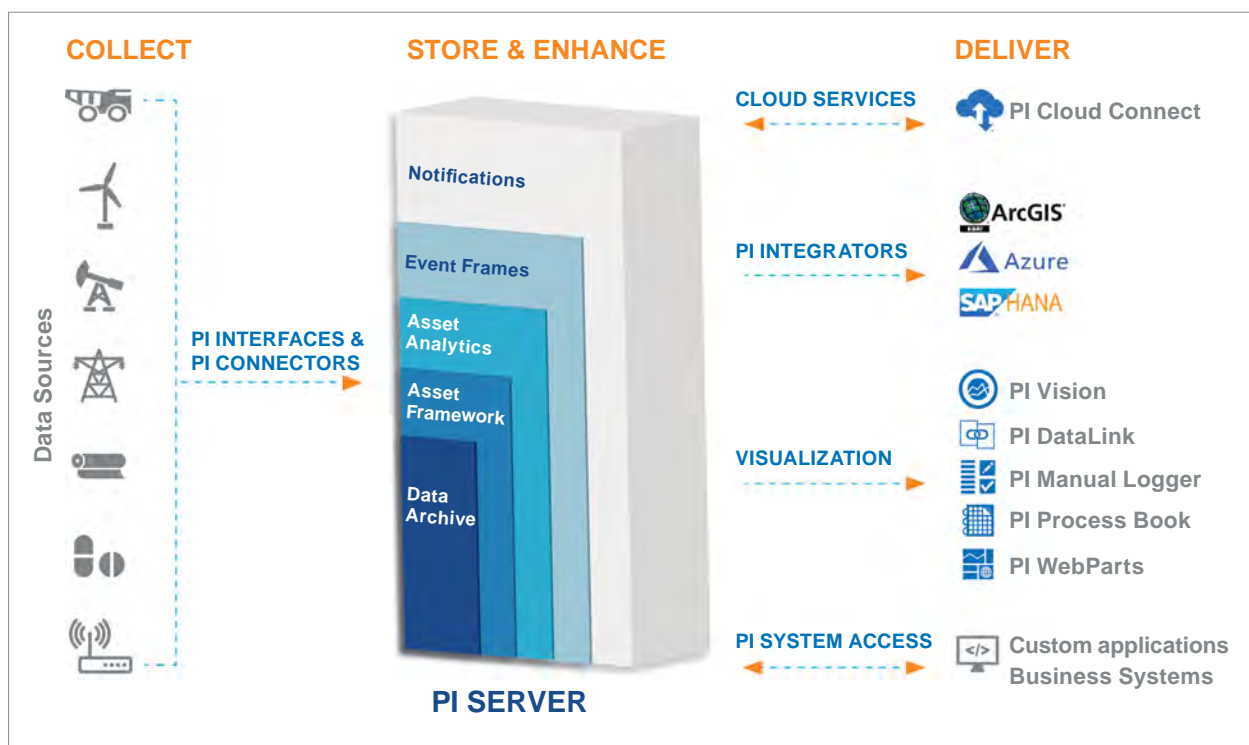 COLLECT
STORE & ENHANCE
DELIVER
Data Sources
PI INTERFACES &
PI CONNECTORS
Notifications
Event Frames
Asset
Analytics
Asset
Framework
Data
Archive
PI SERVER
CLOUD SERVICES
PI Cloud Connect
PI INTEGRATORS
ArcGIS
Azure
SAP HANA
VISUALIZATION
PI Vision
PI DataLink
PI Manual Logger
PI Process Book
PI WebParts
PI SYSTEM ACCESS
</>
Custom applications
Business Systems